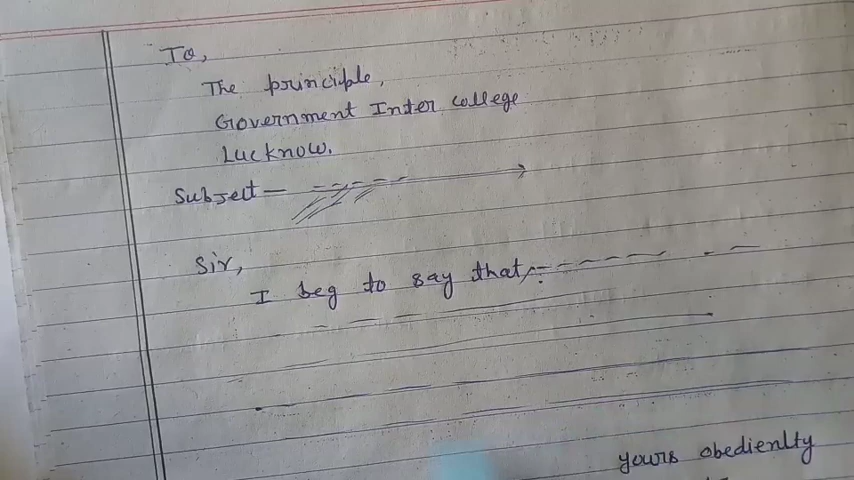 To,
The principle,
Government Inter college
Lucknow.
Subject —
Sir,
I beg to say that,
yours obedienlty